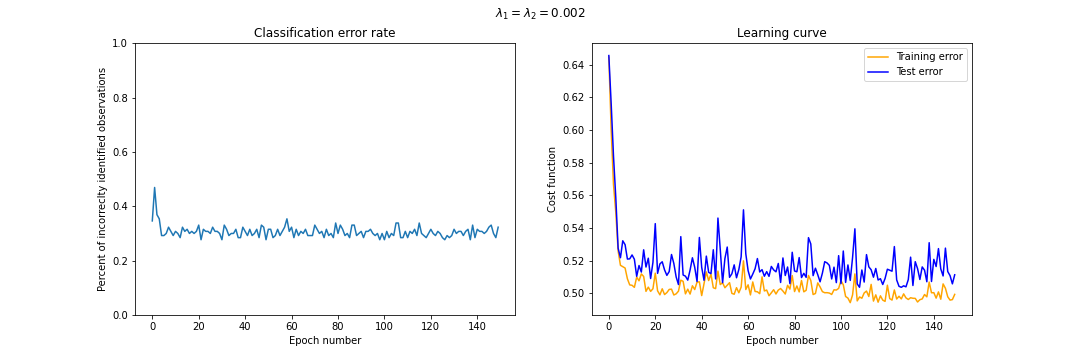 λ₁ = λ₂ = 0.002
Classification error rate
Percent of incorreclty identified observations
1.0
0.8
0.6
0.4
0.2
0.0
0 20 40 60 80 100 120 140
Epoch number
Learning curve
Cost function
0.64
0.62
0.60
0.58
0.56
0.54
0.52
0.50
Training error
Test error
0 20 40 60 80 100 120 140
Epoch number